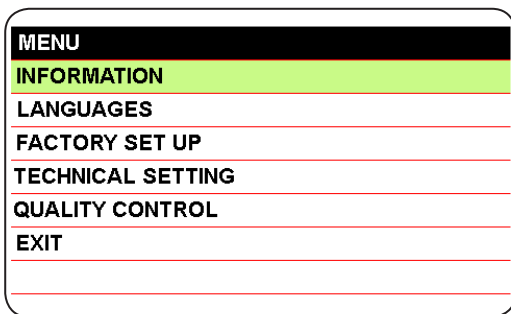 MENU
INFORMATION
LANGUAGES
FACTORY SET UP
TECHNICAL SETTING
QUALITY CONTROL
EXIT